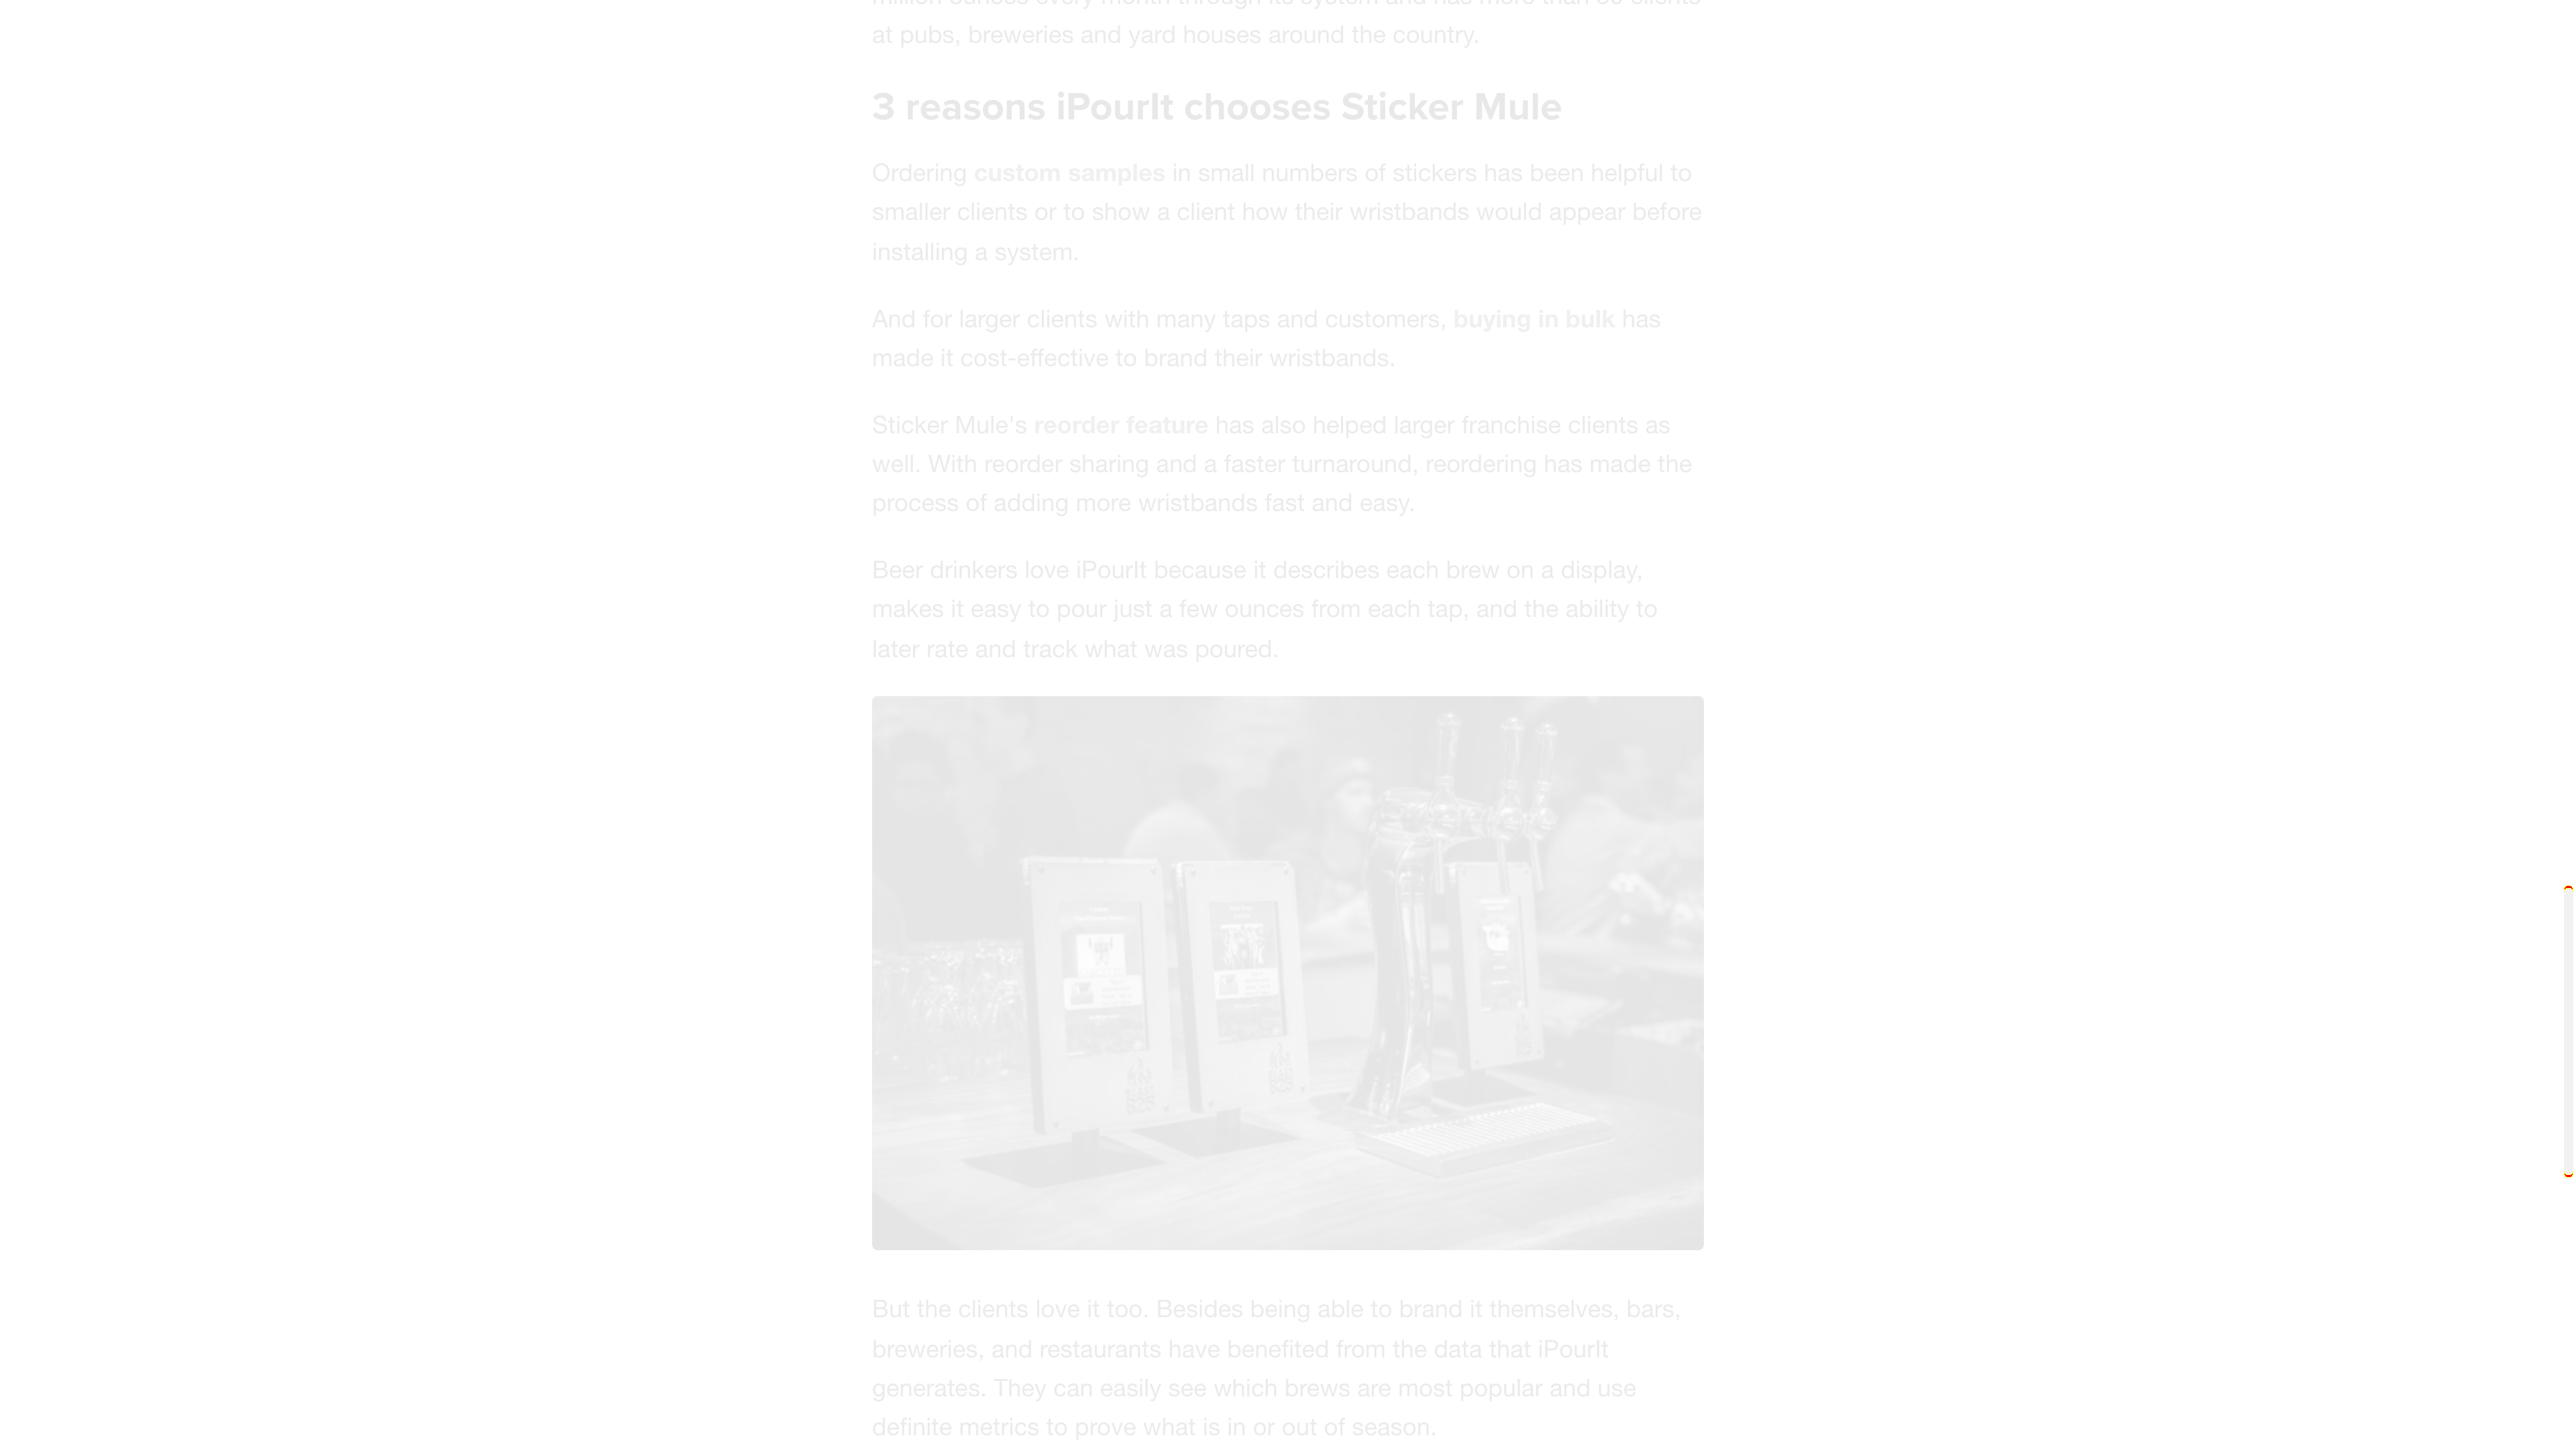 at pubs, breweries and yard houses around the country.
3 reasons iPourIt chooses Sticker Mule
Ordering custom samples in small numbers of stickers has been helpful to
smaller clients or to show a client how their wristbands would appear before
installing a system.
And for larger clients with many taps and customers, buying in bulk has
made it cost-effective to brand their wristbands.
Sticker Mule's reorder feature has also helped larger franchise clients as
well. With reorder sharing and a faster turnaround, reordering has made the
process of adding more wristbands fast and easy.
Beer drinkers love iPourIt because it describes each brew on a display,
makes it easy to pour just a few ounces from each tap, and the ability to
later rate and track what was poured.
But the clients love it too. Besides being able to brand it themselves, bars,
breweries, and restaurants have benefited from the data that iPourIt
generates. They can easily see which brews are most popular and use
definite metrics to prove what is in or out of season.